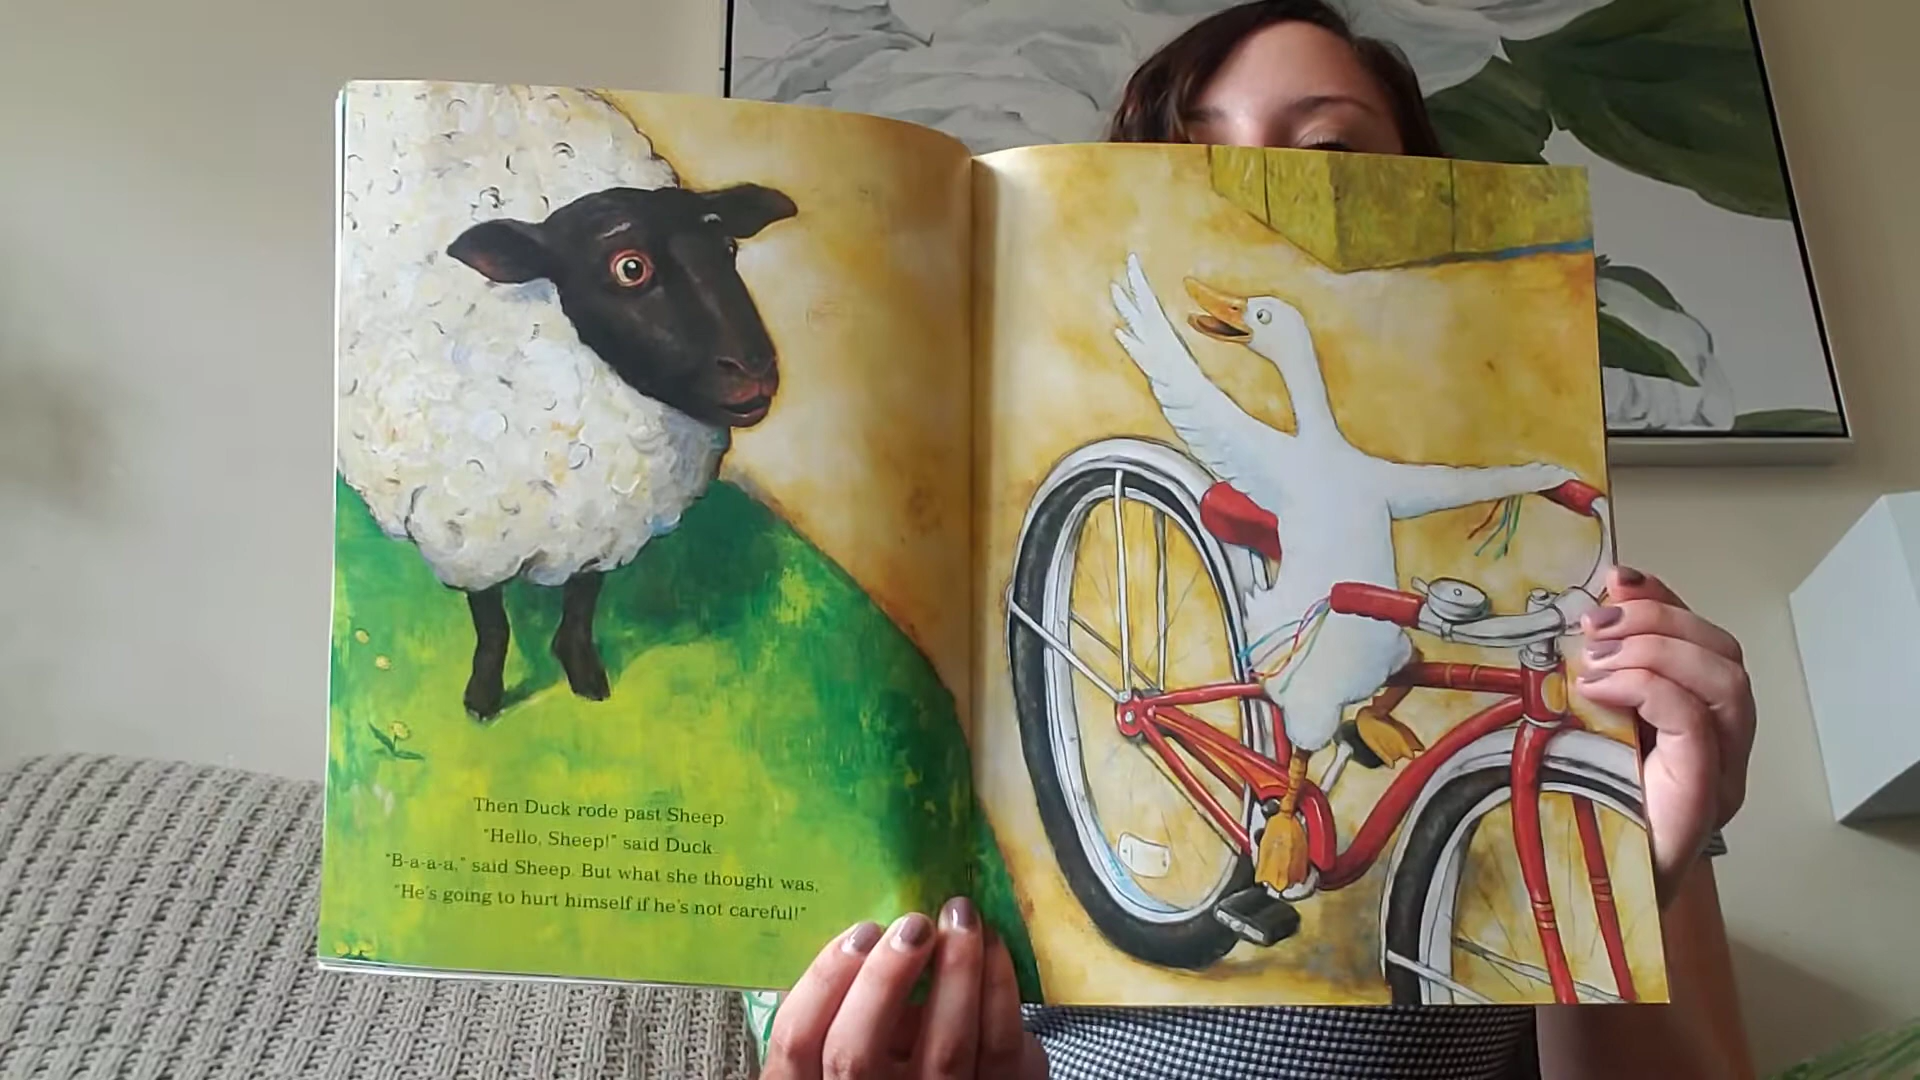 Then Duck rode past Sheep.
"Hello, Sheep!" said Duck.
"B-a-a-a," said Sheep. But what she thought was,
"He's going to hurt himself if he's not careful!"